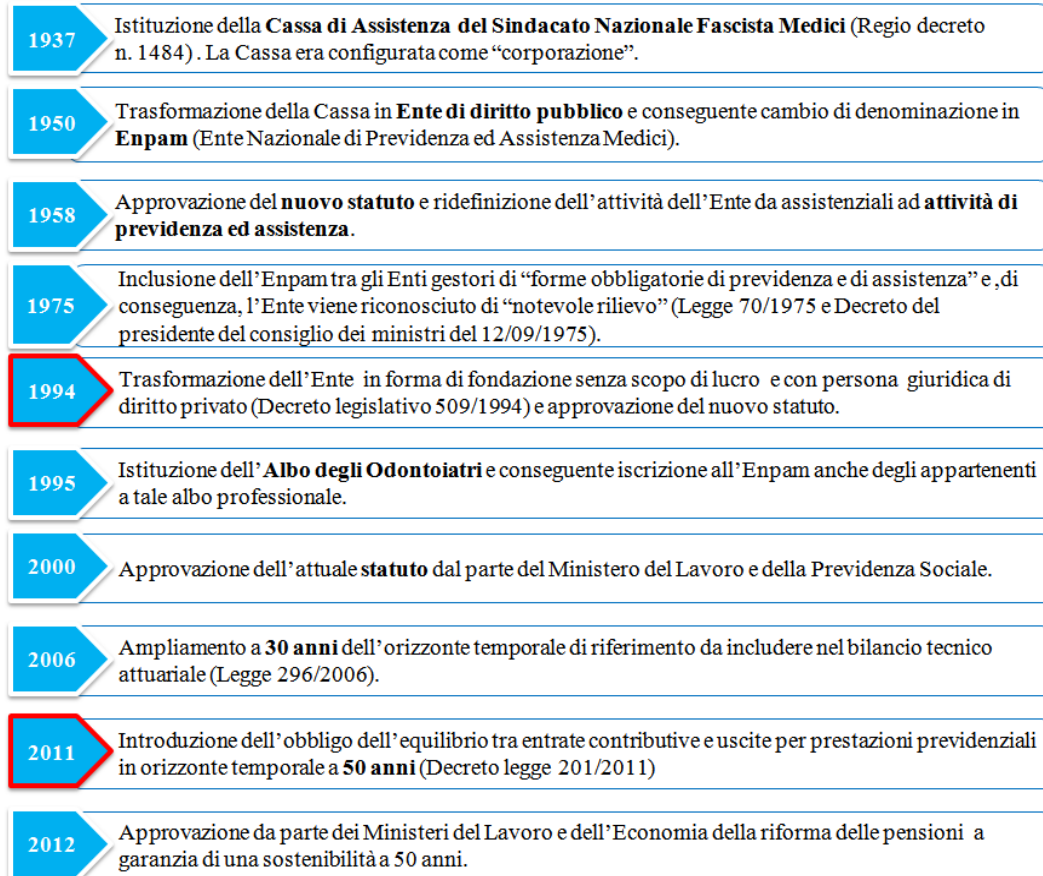 1937
Istituzione della Cassa di Assistenza del Sindacato Nazionale Fascista Medici (Regio decreto
n. 1484) . La Cassa era configurata come “corporazione”.
1950
Trasformazione della Cassa in Ente di diritto pubblico e conseguente cambio di denominazione in
Enpam (Ente Nazionale di Previdenza ed Assistenza Medici).
1958
Approvazione del nuovo statuto e ridefinizione dell’attività dell’Ente da assistenziali ad attività di
previdenza ed assistenza.
1975
Inclusione dell’Enpam tra gli Enti gestori di “forme obbligatorie di previdenza e di assistenza” e ,di
conseguenza, l’Ente viene riconosciuto di “notevole rilievo” (Legge 70/1975 e Decreto del
presidente del consiglio dei ministri del 12/09/1975).
1994
Trasformazione dell’Ente in forma di fondazione senza scopo di lucro e con persona giuridica di
diritto privato (Decreto legislativo 509/1994) e approvazione del nuovo statuto.
1995
Istituzione dell’Albo degli Odontoiatri e conseguente iscrizione all’Enpam anche degli appartenenti
a tale albo professionale.
2000
Approvazione dell’attuale statuto dal parte del Ministero del Lavoro e della Previdenza Sociale.
2006
Ampliamento a 30 anni dell’orizzonte temporale di riferimento da includere nel bilancio tecnico
attuariale (Legge 296/2006).
2011
Introduzione dell’obbligo dell’equilibrio tra entrate contributive e uscite per prestazioni previdenziali
in orizzonte temporale a 50 anni (Decreto legge 201/2011)
2012
Approvazione da parte dei Ministeri del Lavoro e dell’Economia della riforma delle pensioni a
garanzia di una sostenibilità a 50 anni.